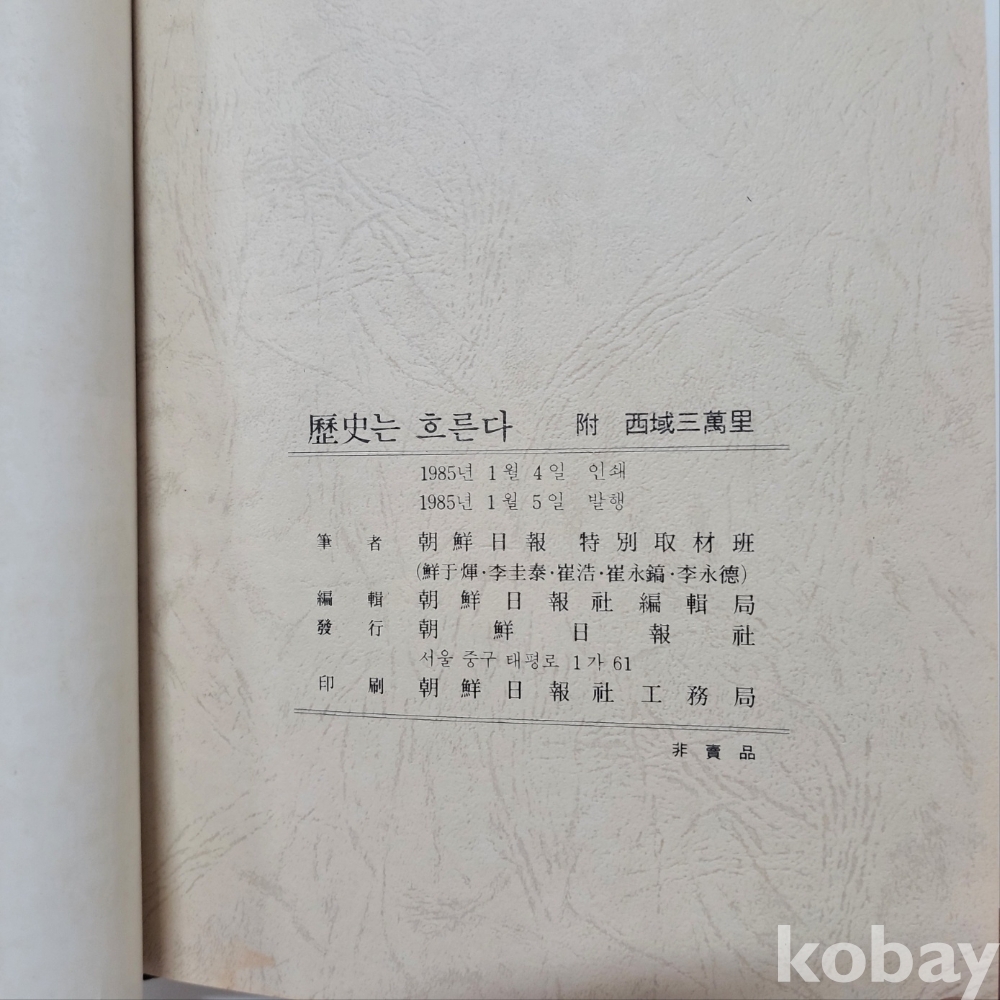 歷史는 흐른다 附 西域三萬里
1985년 1월 4일 인쇄
1985년 1월 5일 발행
筆者 朝鮮日報 特別取材班
(鮮于煇·李圭泰·崔浩·崔永鎬·李永德)
編輯 朝鮮日報社編輯局
發行 朝鮮日報社
서울 중구 태평로 1가 61
印刷 朝鮮日報社工務局
非賣品
kobay